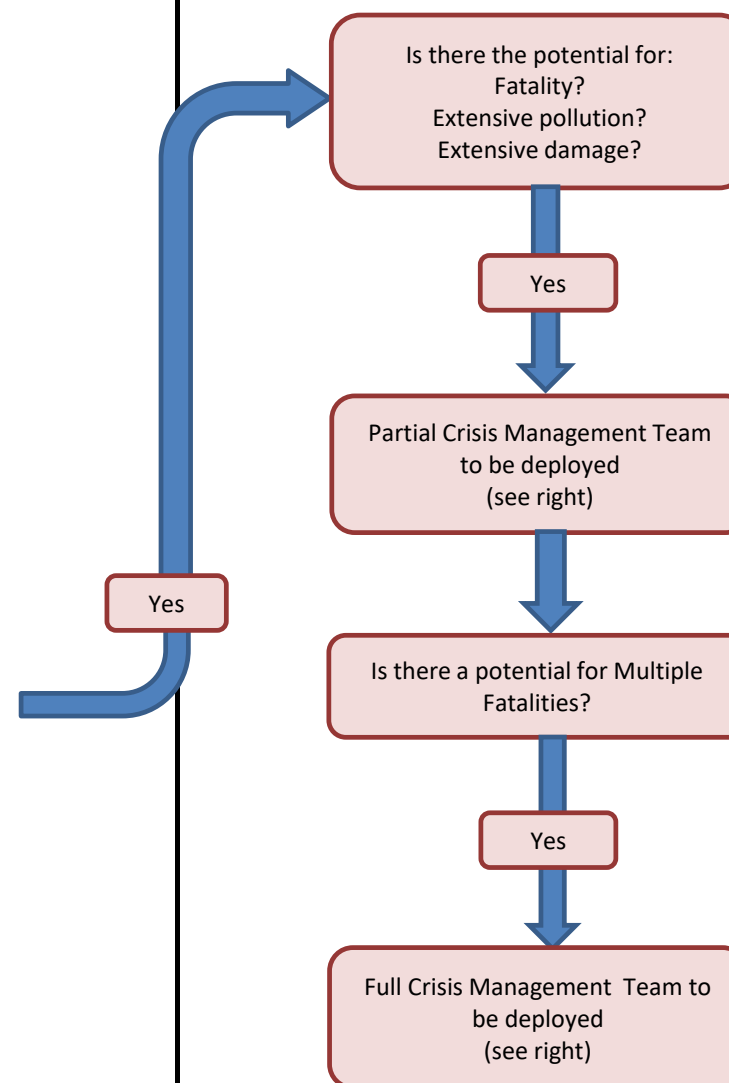 Is there the potential for:
Fatality?
Extensive pollution?
Extensive damage?
Yes
Partial Crisis Management Team
to be deployed
(see right)
Yes
Is there a potential for Multiple
Fatalities?
Yes
Full Crisis Management Team to
be deployed
(see right)